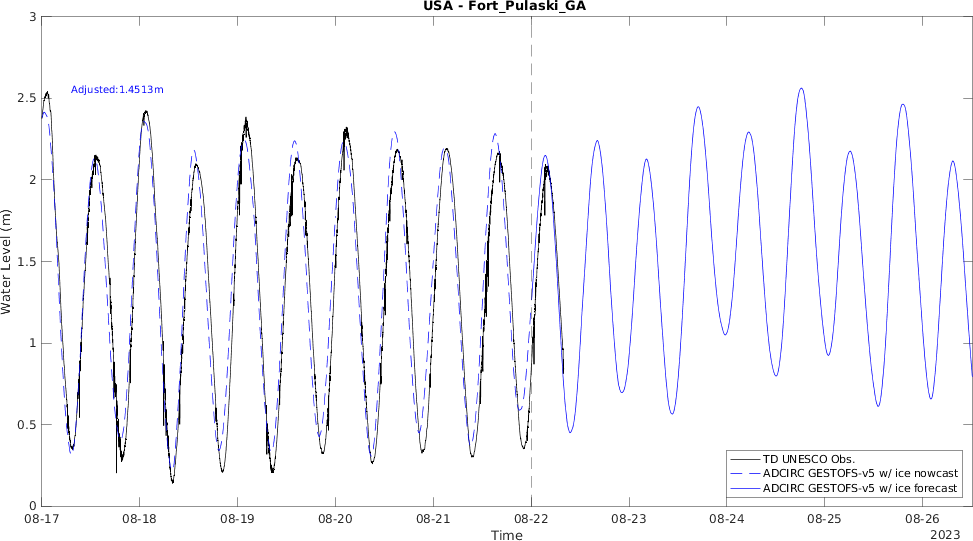 USA - Fort_Pulaski_GA
Adjusted:1.4513m
3
2.5
2
1.5
1
0.5
0
Water Level (m)
08-17
08-18
08-19
08-20
08-21
08-22
08-23
08-24
08-25
08-26
Time
2023
TD UNESCO Obs.
ADCIRC GESTOFS-v5 w/ ice nowcast
ADCIRC GESTOFS-v5 w/ ice forecast